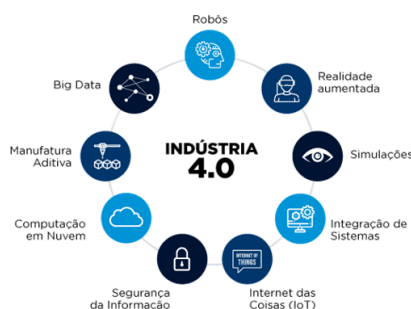 Robôs
Realidade
aumentada
Simulações
Integração de
Sistemas
INTERNET OF
THINGS
Internet das
Coisas (IoT)
Segurança
da Informação
Computação
em Nuvem
Manufatura
Aditiva
Big Data
INDÚSTRIA
4.0